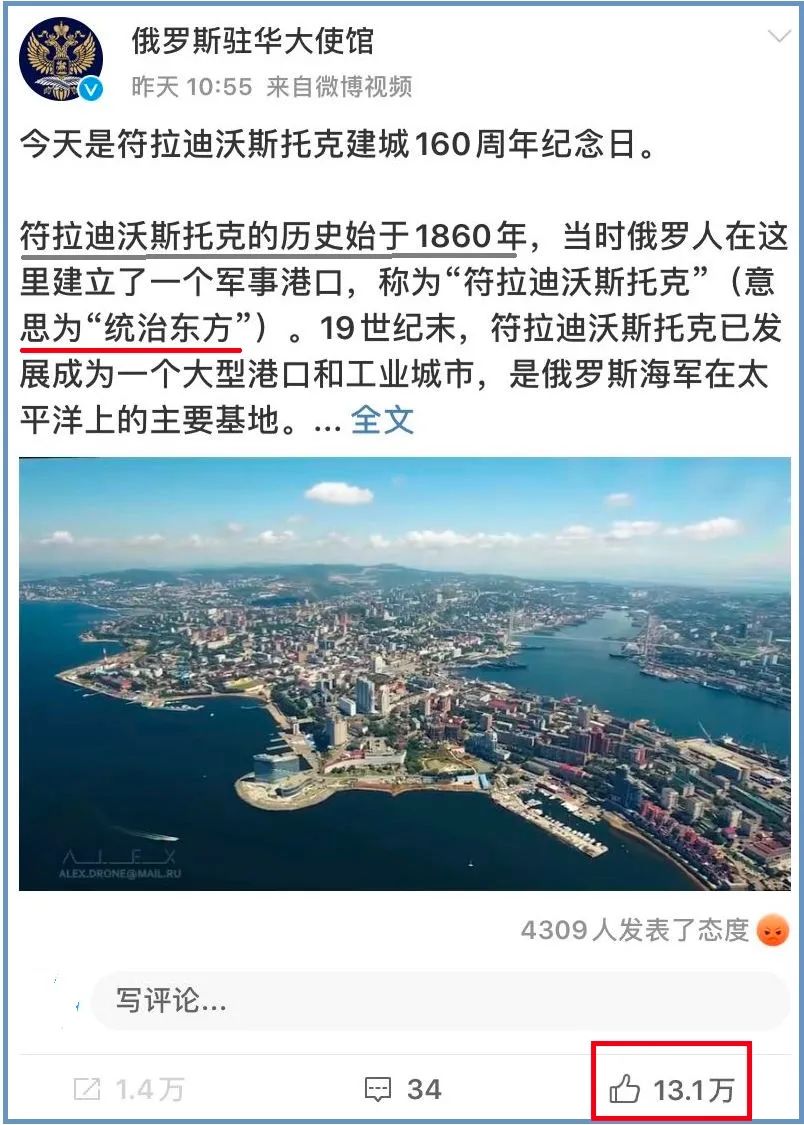 俄罗斯驻华大使馆
昨天 10:55 来自微博视频
今天是符拉迪沃斯托克建城160周年纪念日。
符拉迪沃斯托克的历史始于1860年，当时俄罗人在这
里建立了一个军事港口，称为“符拉迪沃斯托克”（意
思为“统治东方”）。19世纪末，符拉迪沃斯托克已发
展成为一个大型港口和工业城市，是俄罗斯海军在太
平洋上的主要基地。... 全文
ALEX
ALEX.DRONE@MAIL.RU
4309人发表了态度
写评论...
1.4万
34
13.1万